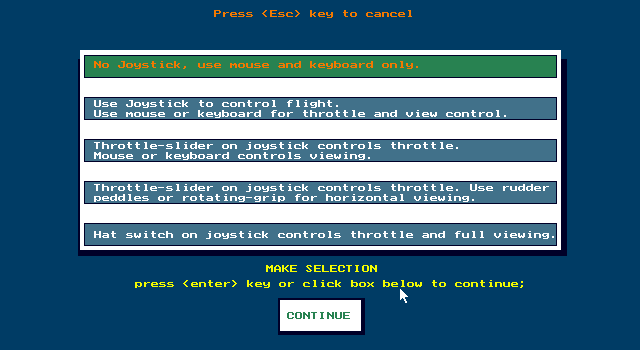 Press <Esc> key to cancel
No Joystick, use mouse and keyboard only.
Use Joystick to control flight.
Use mouse or keyboard for throttle and view control.
Throttle-slider on joystick controls throttle.
Mouse or keyboard controls viewing.
Throttle-slider on joystick controls throttle. Use rudder
peddles or rotating-grip for horizontal viewing.
Hat switch on joystick controls throttle and full viewing.
MAKE SELECTION
press <enter> key or click box below to continue;
CONTINUE